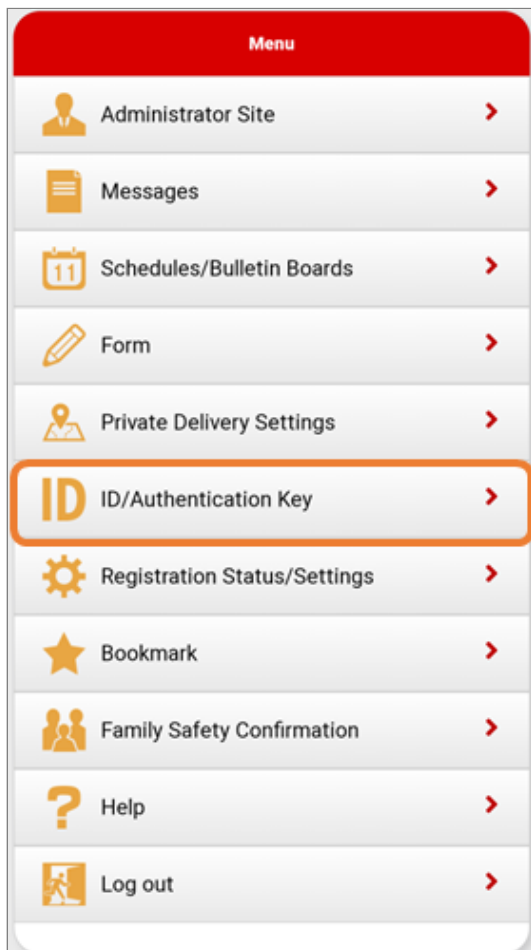 Menu
Administrator Site
Messages
11
Schedules/Bulletin Boards
Form
Private Delivery Settings
ID
ID/Authentication Key
Registration Status/Settings
Bookmark
Family Safety Confirmation
?
Help
Log out